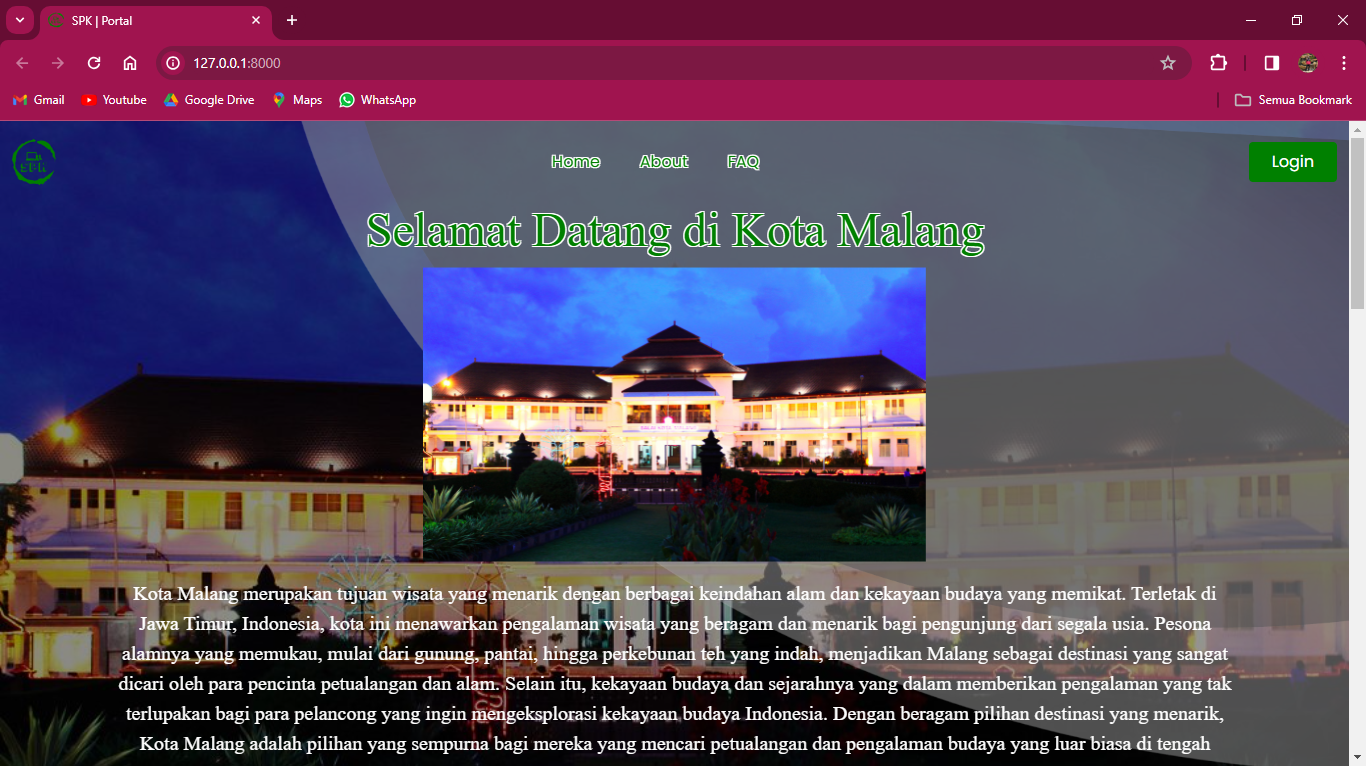 SPK | Portal
127.0.0.1:8000
Gmail
Youtube
Google Drive
Maps
WhatsApp
Semua Bookmark
SPK
Home
About
FAQ
Login
Selamat Datang di Kota Malang
Kota Malang merupakan tujuan wisata yang menarik dengan berbagai keindahan alam dan kekayaan budaya yang memikat. Terletak di
Jawa Timur, Indonesia, kota ini menawarkan pengalaman wisata yang beragam dan menarik bagi pengunjung dari segala usia. Pesona
alamnya yang memukau, mulai dari gunung, pantai, hingga perkebunan teh yang indah, menjadikan Malang sebagai destinasi yang sangat
dicari oleh para pencinta petualangan dan alam. Selain itu, kekayaan budaya dan sejarahnya yang dalam memberikan pengalaman yang tak
terlupakan bagi para pelancong yang ingin mengeksplorasi kekayaan budaya Indonesia. Dengan beragam pilihan destinasi yang menarik,
Kota Malang adalah pilihan yang sempurna bagi mereka yang mencari petualangan dan pengalaman budaya yang luar biasa di tengah